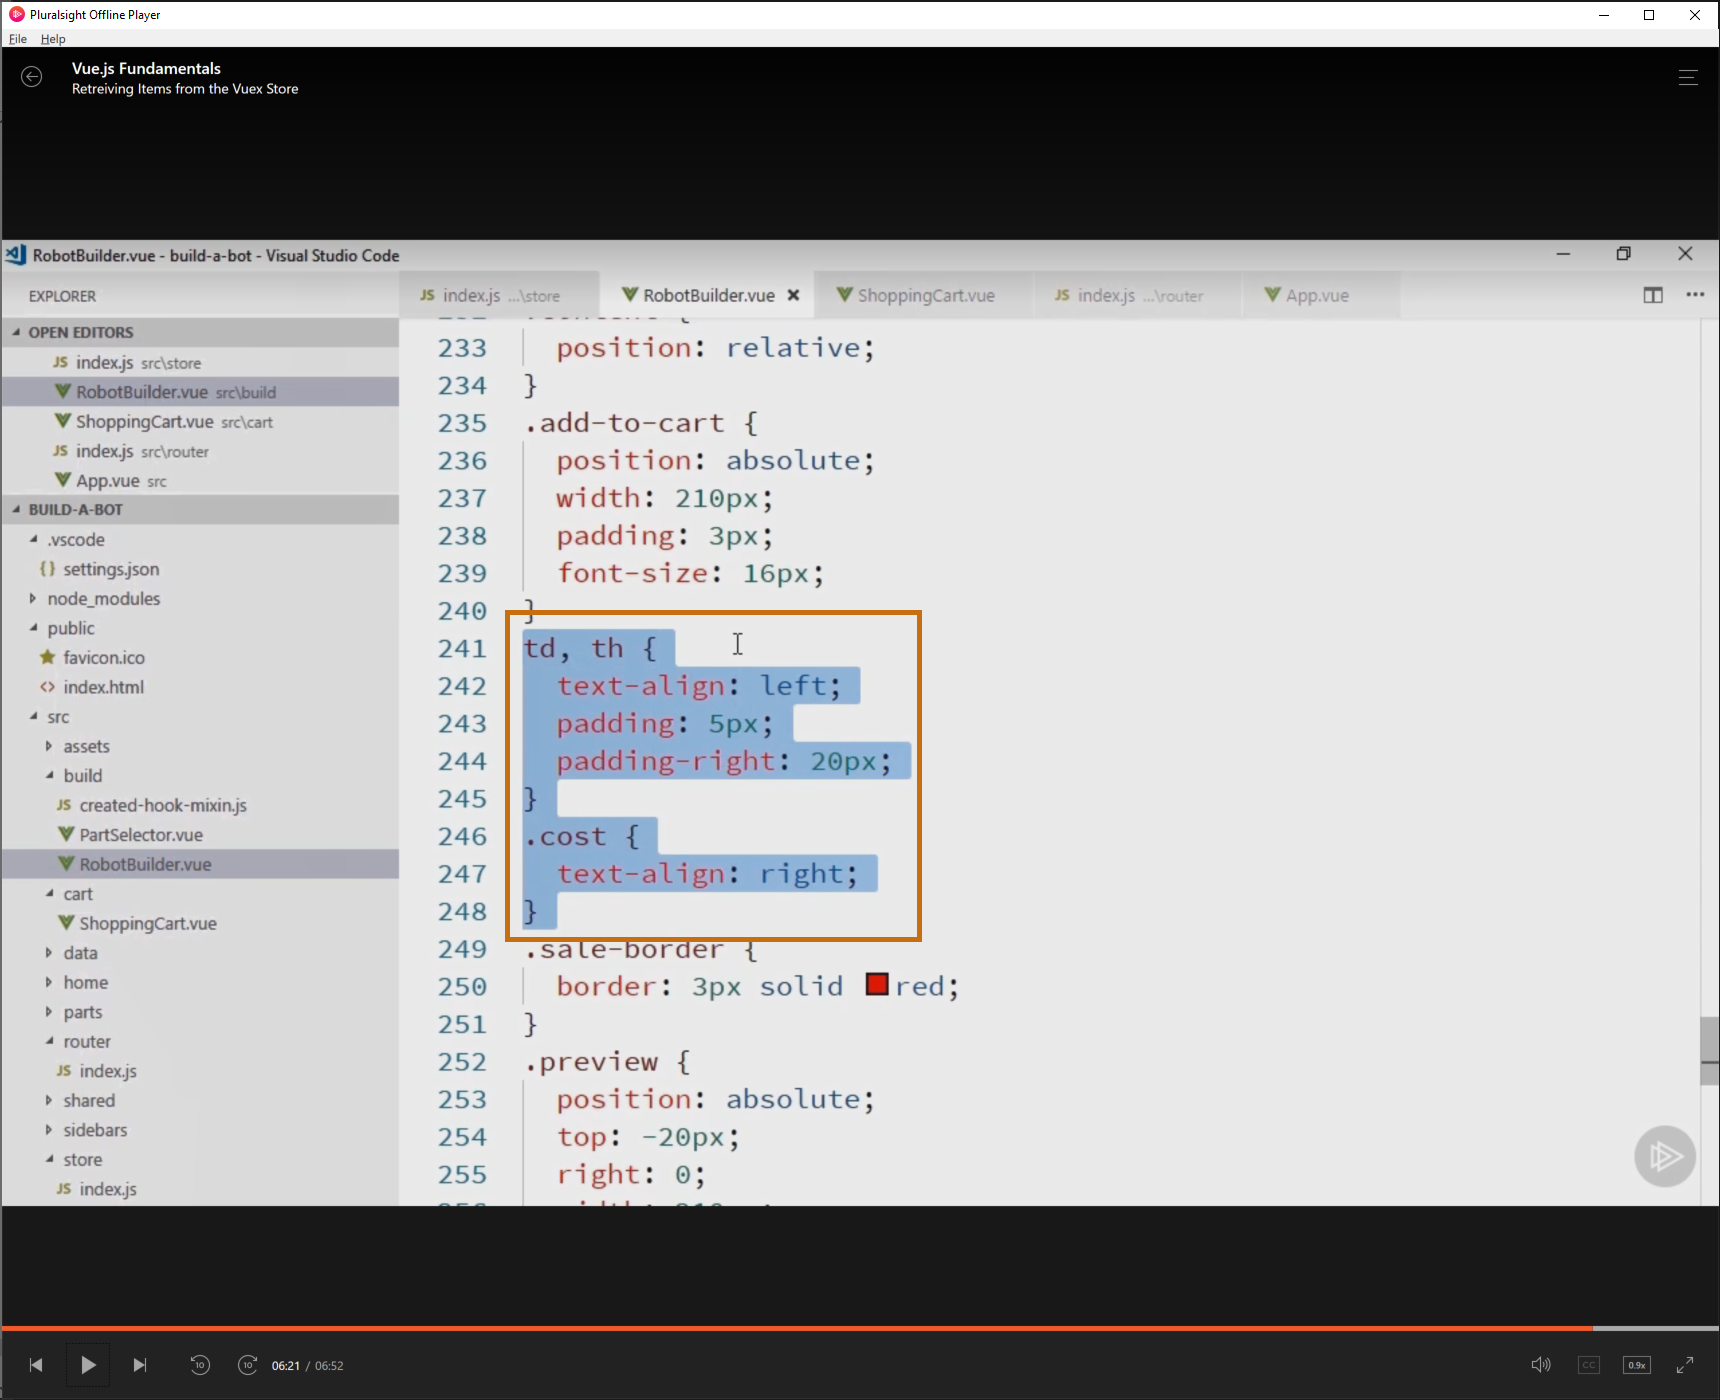 Pluralsight Offline Player
File Help
Vue.js Fundamentals
Retreiving Items from the Vuex Store
RobotBuilder.vue - build-a-bot - Visual Studio Code
EXPLORER
JS index.js ...\store
RobotBuilder.vue
ShoppingCart.vue
JS index.js ...\router
App.vue
OPEN EDITORS
JS index.js src\store
RobotBuilder.vue src\build
ShoppingCart.vue src\cart
JS index.js src\router
App.vue src
BUILD-A-BOT
.vscode
{} settings.json
node_modules
public
favicon.ico
<> index.html
src
assets
build
JS created-hook-mixin.js
PartSelector.vue
RobotBuilder.vue
cart
ShoppingCart.vue
data
home
parts
router
JS index.js
shared
sidebars
store
JS index.js
233 position: relative;
234 }
235 .add-to-cart {
236 position: absolute;
237 width: 210px;
238 padding: 3px;
239 font-size: 16px;
240 }
241 td, th {
242 text-align: left;
243 padding: 5px;
244 padding-right: 20px;
245 }
246 .cost {
247 text-align: right;
248 }
249 .sale-border {
250 border: 3px solid red;
251 }
252 .preview {
253 position: absolute;
254 top: -20px;
255 right: 0;
10
10
06:21 / 06:52
CC
0.9x